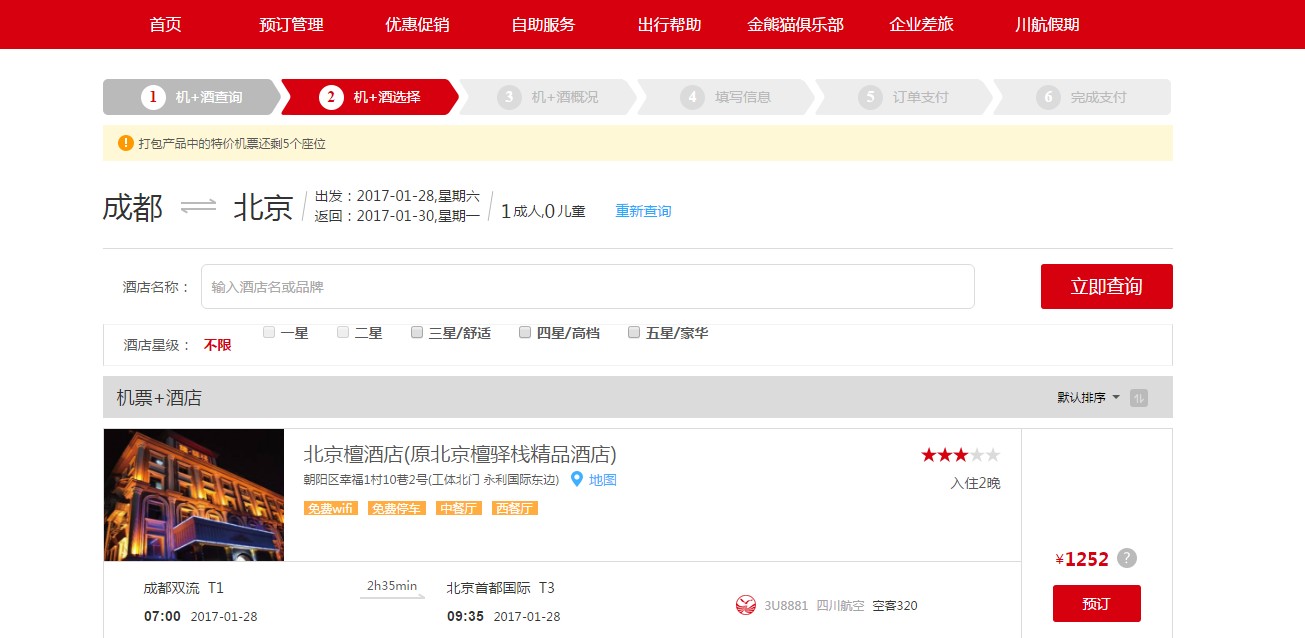 首页 预订管理 优惠促销 自助服务 出行帮助 金熊猫俱乐部 企业差旅 川航假期
1 机+酒查询 2 机+酒选择 3 机+酒概况 4 填写信息 5 订单支付 6 完成支付
打包产品中的特价机票还剩5个座位
成都 北京
出发：2017-01-28,星期六
返回：2017-01-30,星期一
1成人,0儿童 重新查询
酒店名称： 输入酒店名或品牌 立即查询
酒店星级： 不限 一星 二星 三星/舒适 四星/高档 五星/豪华
机票+酒店 默认排序
北京檀酒店(原北京檀驿栈精品酒店)
朝阳区幸福1村10巷2号(工体北门 永利国际东边) 地图
入住2晚
免费wifi 免费停车 中餐厅 西餐厅
¥1252 ?
预订
成都双流 T1 2h35min 北京首都国际 T3
07:00 2017-01-28 09:35 2017-01-28
3U8881 四川航空 空客320